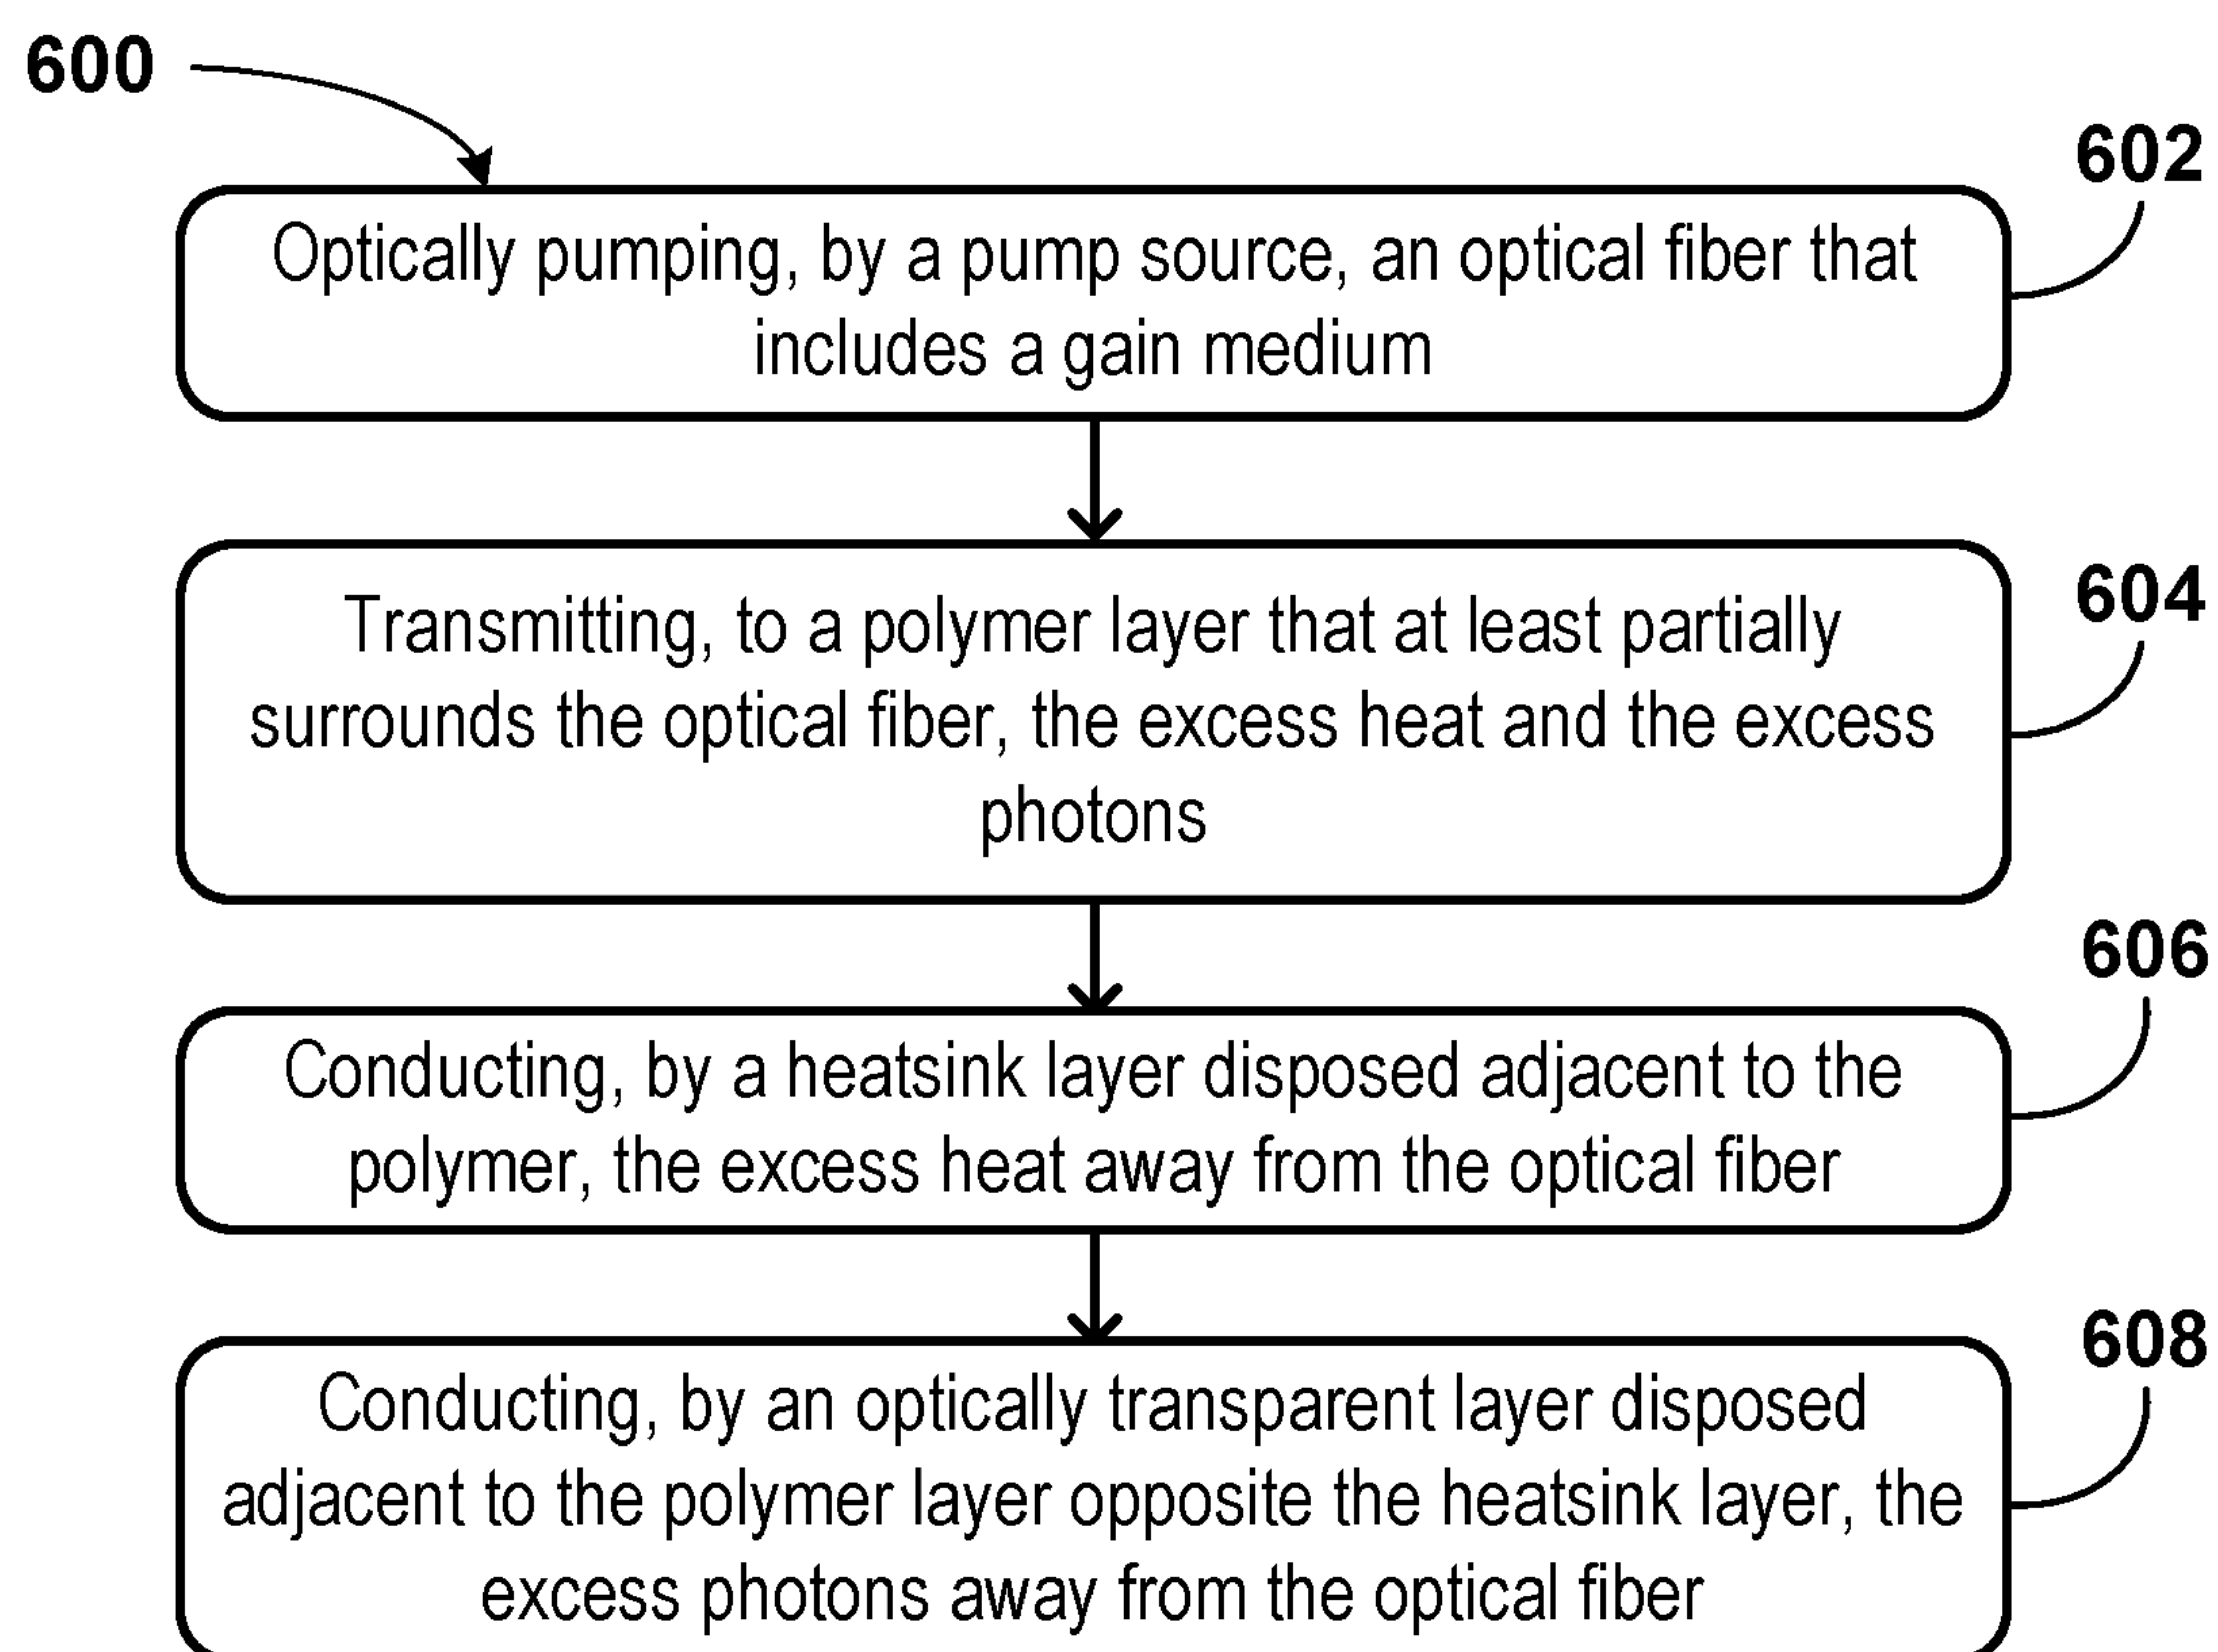 600
602
Optically pumping, by a pump source, an optical fiber that
includes a gain medium
604
Transmitting, to a polymer layer that at least partially
surrounds the optical fiber, the excess heat and the excess
photons
606
Conducting, by a heatsink layer disposed adjacent to the
polymer, the excess heat away from the optical fiber
608
Conducting, by an optically transparent layer disposed
adjacent to the polymer layer opposite the heatsink layer, the
excess photons away from the optical fiber